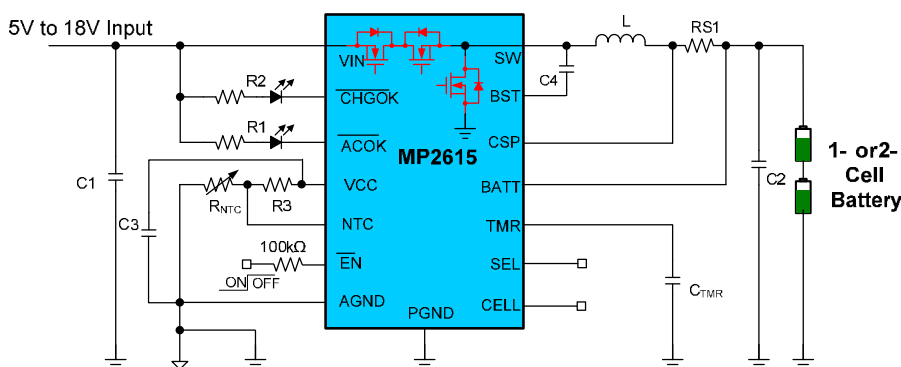 5V to 18V Input
L
RS1
VIN
SW
R2
C4
CHGOK
BST
R1
ACOK
CSP
MP2615
1- or2-
Cell
Battery
C1
VCC
BATT
C2
RNTC
R3
C3
NTC
TMR
100kΩ
EN
SEL
ON OFF
CTMR
AGND
CELL
PGND